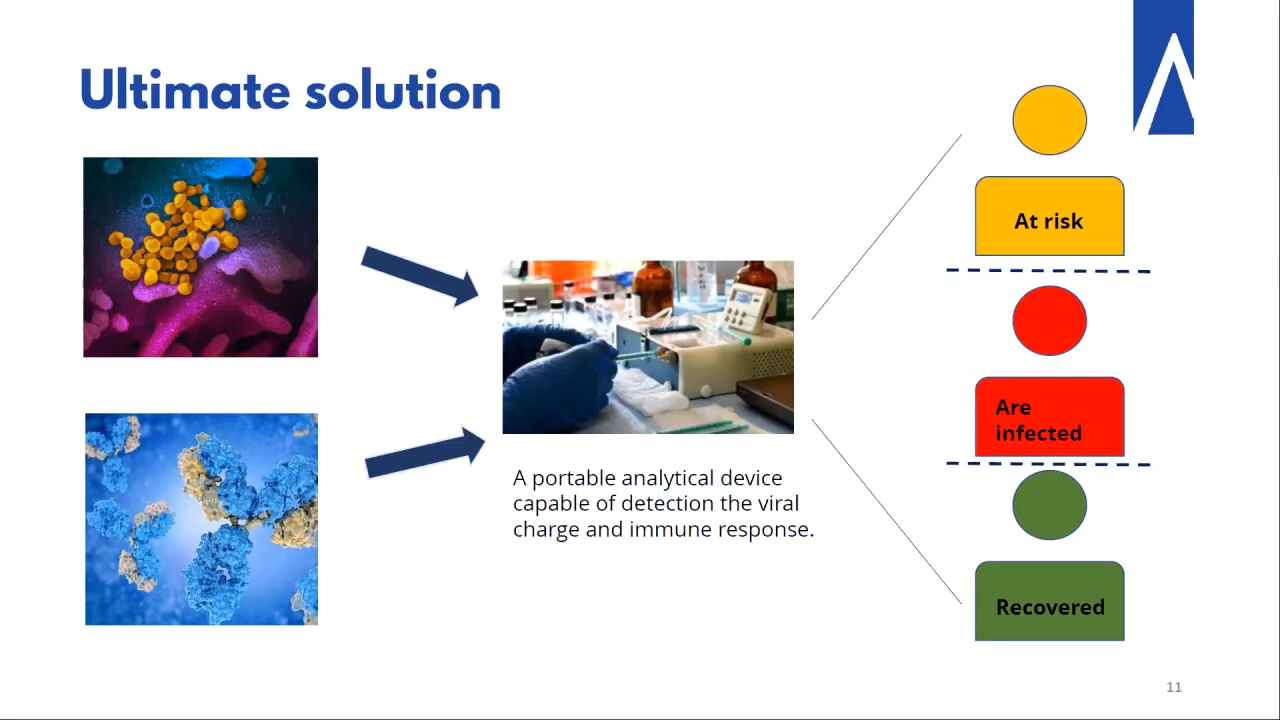 Ultimate solution
At risk
Are
infected
A portable analytical device
capable of detection the viral
charge and immune response.
Recovered
11